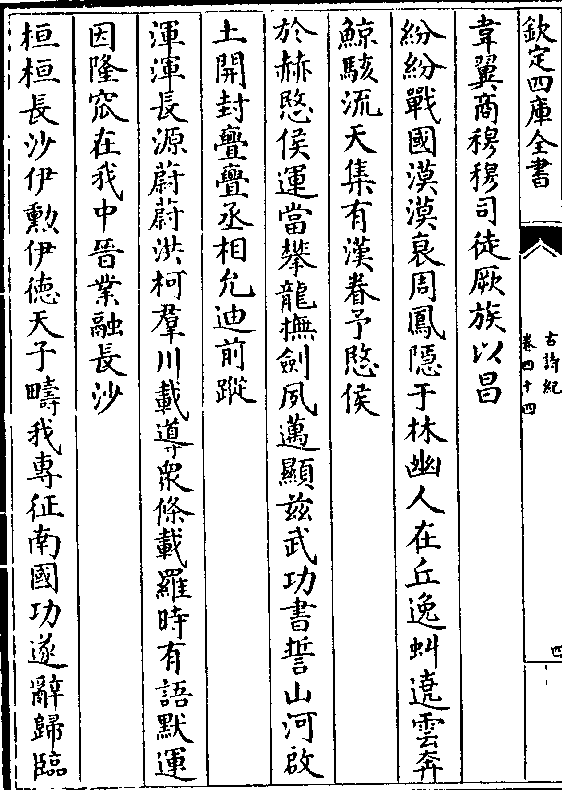 欽定四庫全書
古詩紀
卷四十四
四
韋翼商穆穆司徒厥族以昌
紛紛戰國漠漠衰周鳳隱于林幽人在丘逸虬遶雲奔
鯨駭流天集有漢眷予愍侯
於赫愍侯運當攀龍撫劍夙邁顯兹武功書誓山河啟
土開封亹亹丞相允迪前蹤
渾渾長源蔚蔚洪柯羣川載導衆條載羅時有語默運
因隆窊在我中晉業融長沙
桓桓長沙伊勲伊德天子疇我專征南國功遂辭歸臨